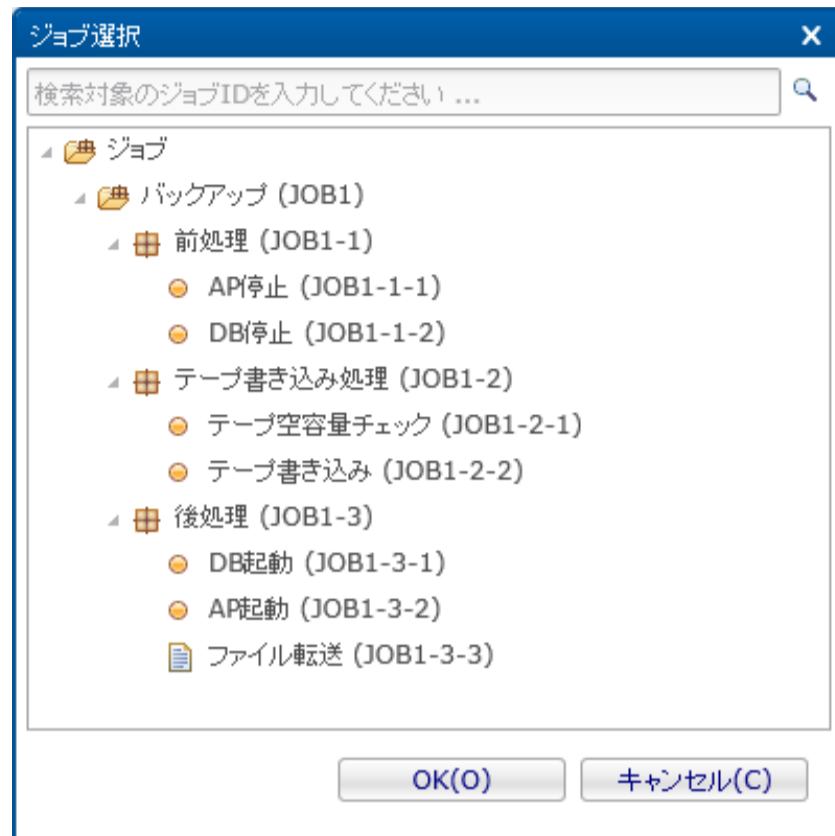 ジョブ選択
検索対象のジョブIDを入力してください ...
ジョブ
バックアップ (JOB1)
前処理 (JOB1-1)
AP停止 (JOB1-1-1)
DB停止 (JOB1-1-2)
テープ書き込み処理 (JOB1-2)
テープ空容量チェック (JOB1-2-1)
テープ書き込み (JOB1-2-2)
後処理 (JOB1-3)
DB起動 (JOB1-3-1)
AP起動 (JOB1-3-2)
ファイル転送 (JOB1-3-3)
OK(O) キャンセル(C)